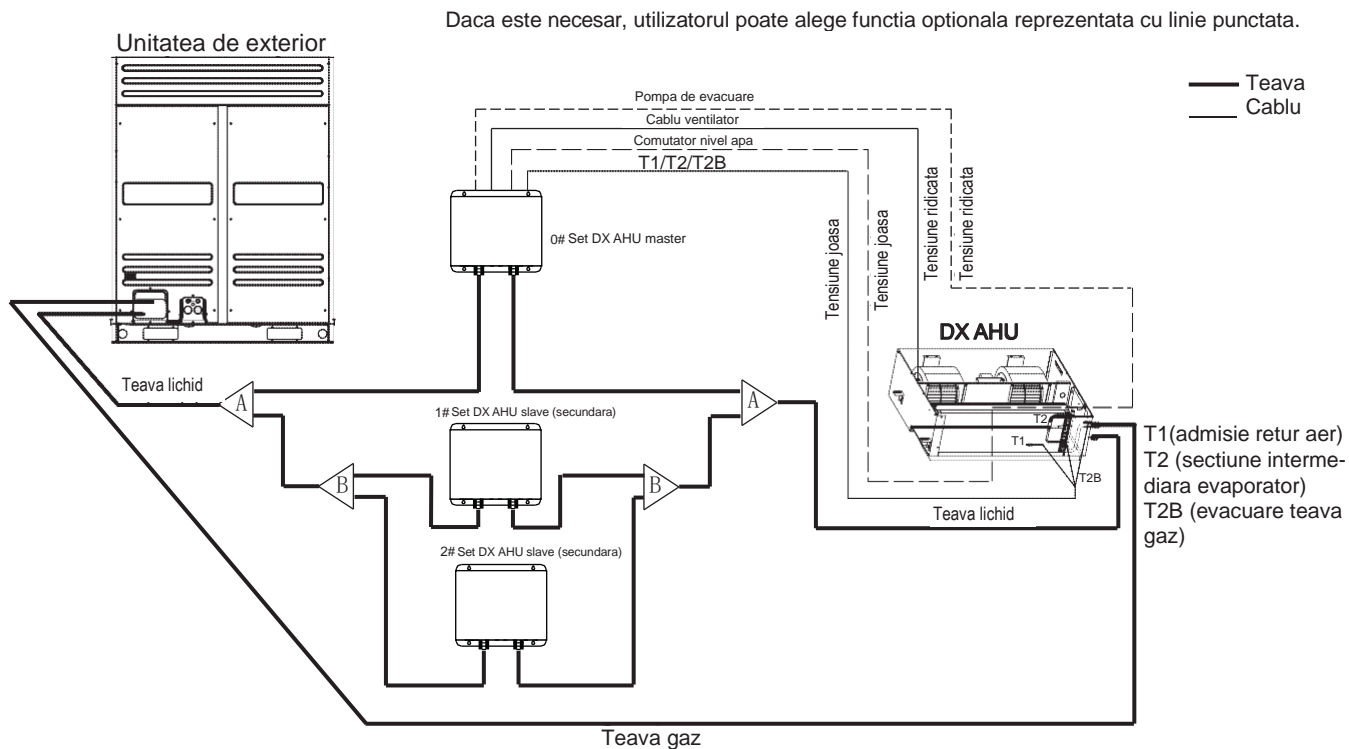 Daca este necesar, utilizatorul poate alege functia optionala reprezentata cu linie punctata.
Unitatea de exterior
Teava
Cablu
Pompa de evacuare
Cablu ventilator
Comutator nivel apa
T1/T2/T2B
0# Set DX AHU master
Tensiune joasa
Tensiune joasa
Tensiune ridicata
Tensiune ridicata
DX AHU
Teava lichid
A
A
1# Set DX AHU slave (secundara)
B
B
T2
T1
T2B
T1(admisie retur aer)
T2 (sectiune interme-
diara evaporator)
T2B (evacuare teava
gaz)
Teava lichid
2# Set DX AHU slave (secundara)
Teava gaz